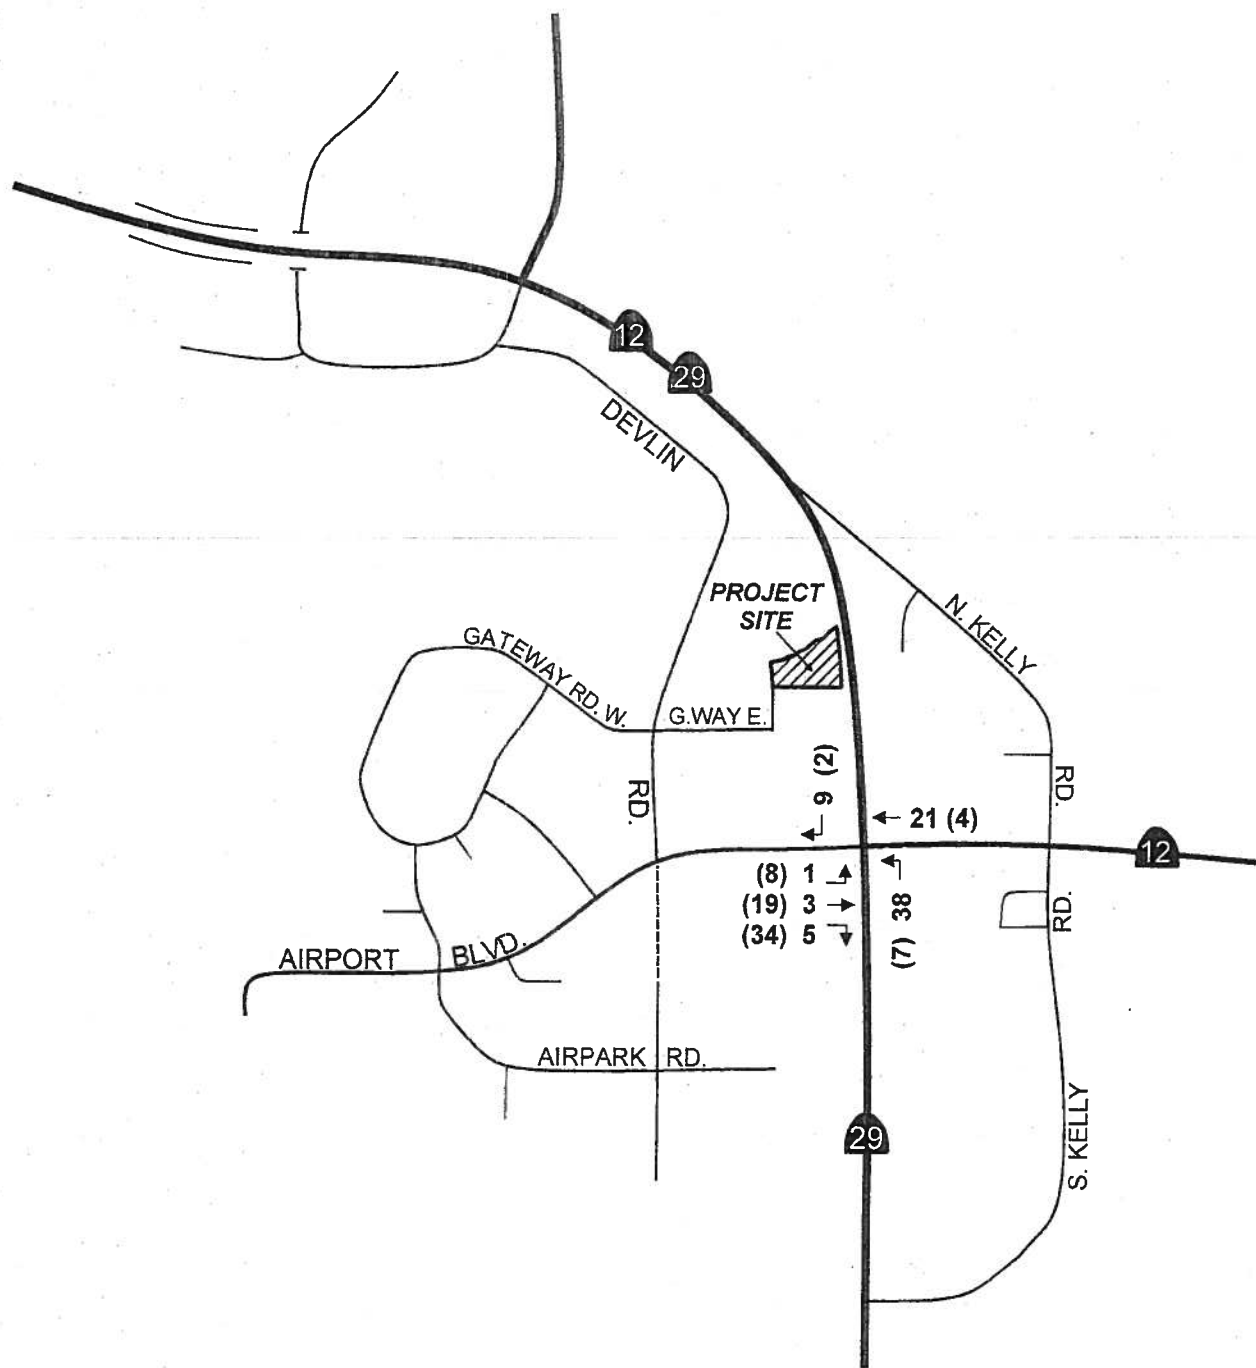 12
29
DEVLIN
PROJECT
SITE
N. KELLY
GATEWAY RD. W.
G.WAY E.
RD.
RD.
9 (2)
21 (4)
12
(8) 1
(19) 3
(34) 5
(7) 38
RD.
AIRPORT BLVD.
AIRPARK RD.
29
S. KELLY